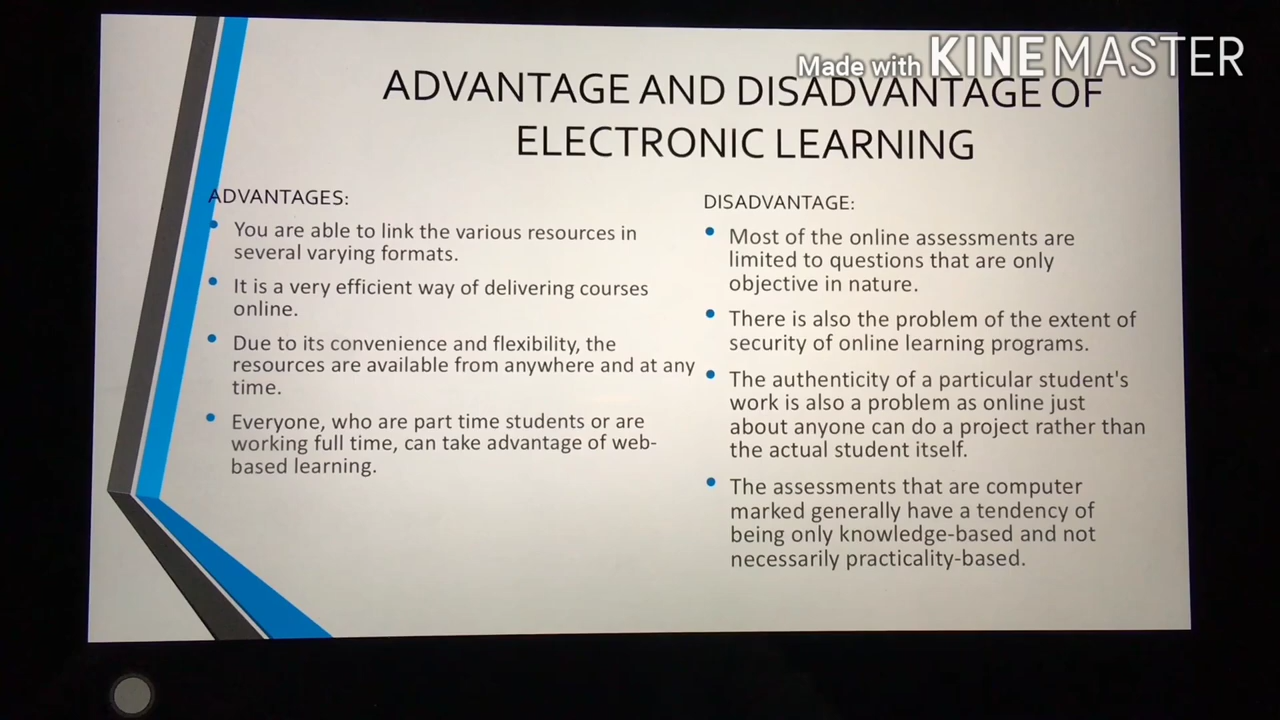 Made with KINEMASTER
ADVANTAGE AND DISADVANTAGE OF
ELECTRONIC LEARNING
ADVANTAGES:
• You are able to link the various resources in
several varying formats.
• It is a very efficient way of delivering courses
online.
• Due to its convenience and flexibility, the
resources are available from anywhere and at any
time.
• Everyone, who are part time students or are
working full time, can take advantage of web-
based learning.
DISADVANTAGE:
• Most of the online assessments are
limited to questions that are only
objective in nature.
• There is also the problem of the extent of
security of online learning programs.
• The authenticity of a particular student's
work is also a problem as online just
about anyone can do a project rather than
the actual student itself.
• The assessments that are computer
marked generally have a tendency of
being only knowledge-based and not
necessarily practicality-based.